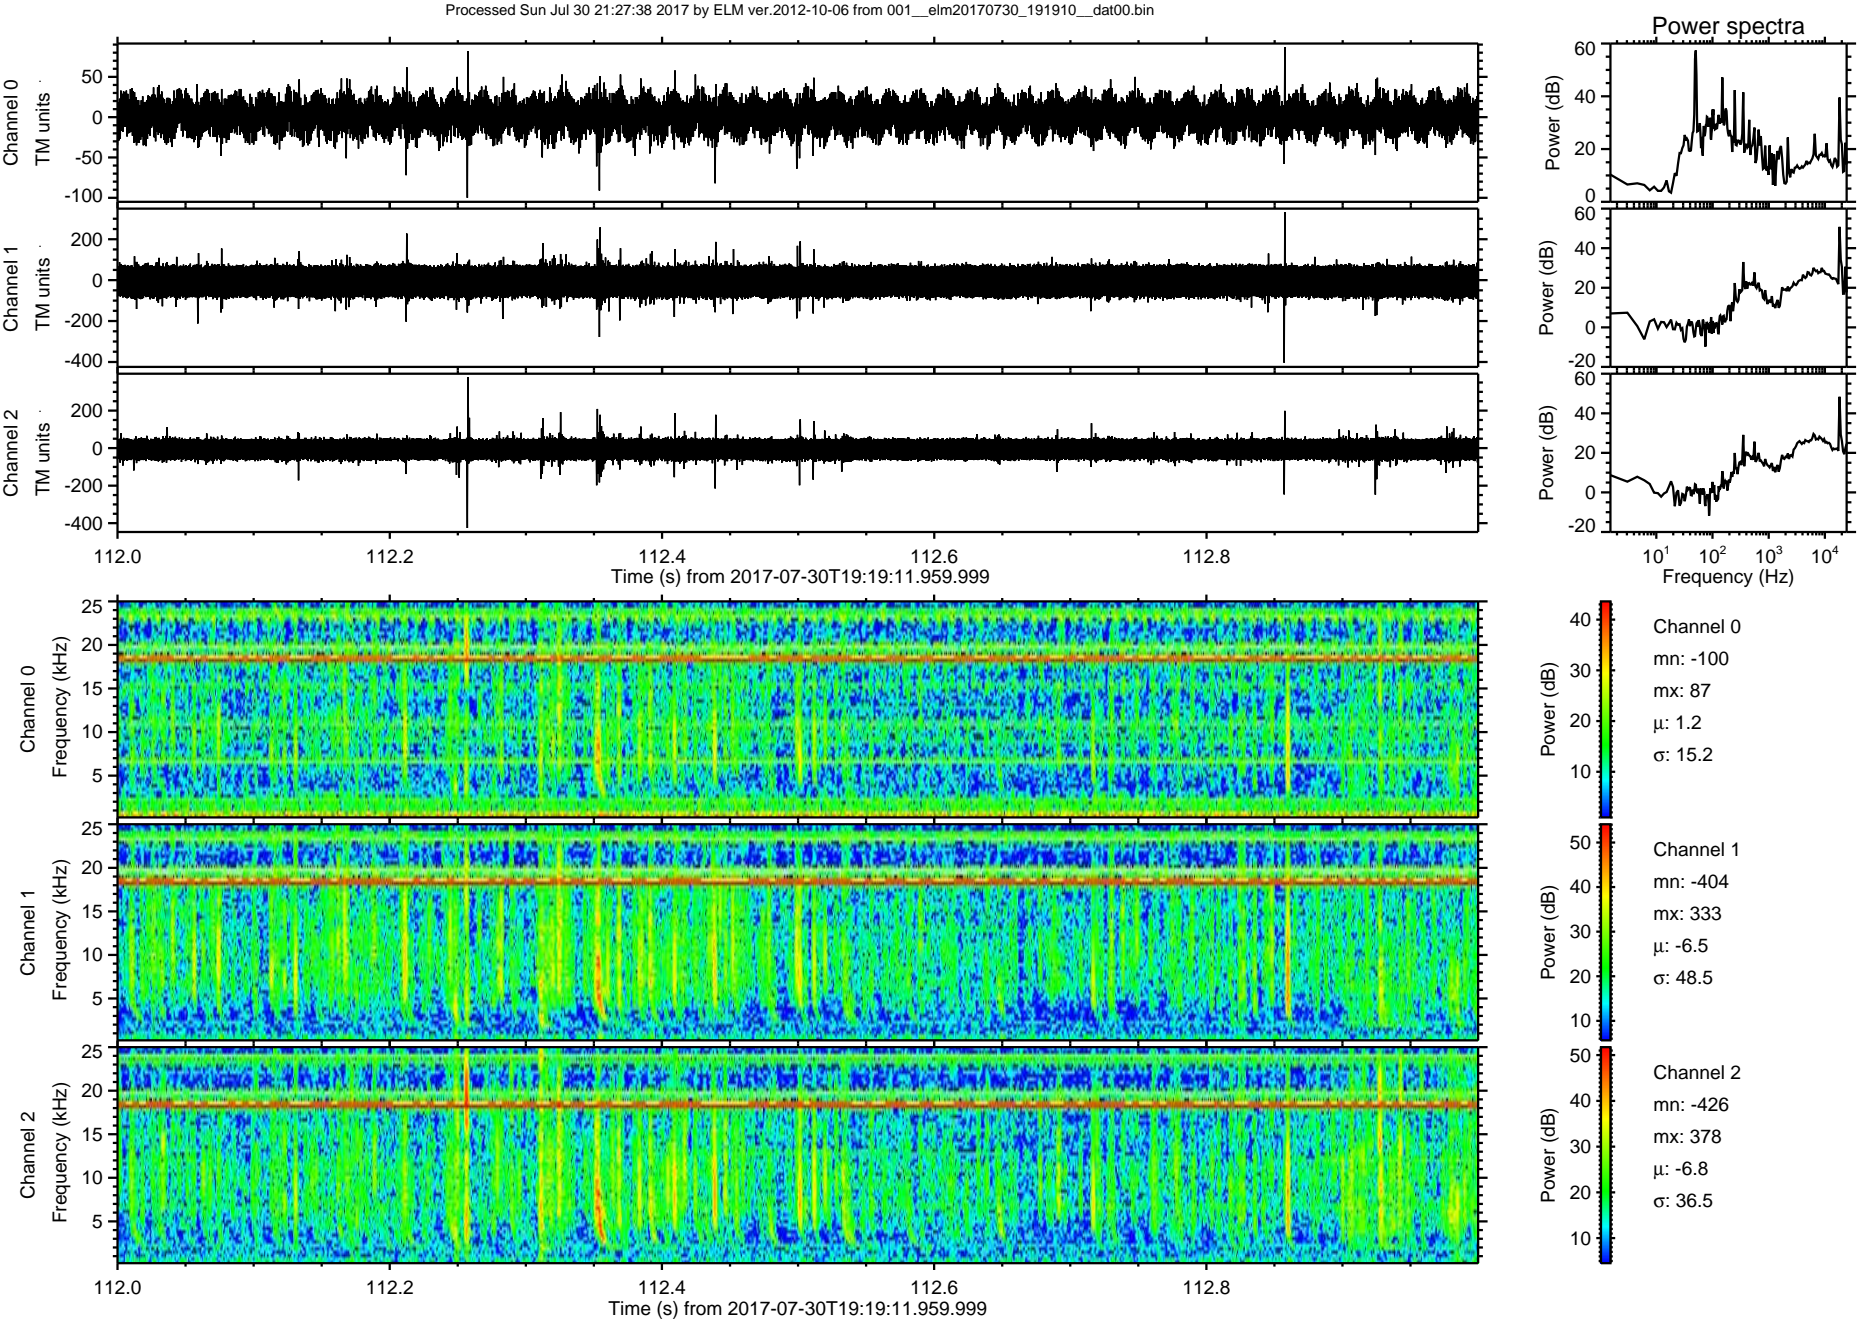 Processed Sun Jul 30 21:27:38 2017 by ELM ver.2012-10-06 from 001__elm20170730_191910__dat00.bin
Power spectra
Channel 0
TM units
50
0
-50
-100
Power (dB)
60
40
20
0
Channel 1
TM units
200
0
-200
-400
Power (dB)
60
40
20
0
-20
Channel 2
TM units
200
0
-200
-400
Power (dB)
60
40
20
0
-20
112.0 112.2 112.4 112.6 112.8
Time (s) from 2017-07-30T19:19:11.959.999
10^1 10^2 10^3 10^4
Frequency (Hz)
Channel 0
Frequency (kHz)
25
20
15
10
5
Power (dB)
40
30
20
10
Channel 0
mn: -100
mx: 87
μ: 1.2
σ: 15.2
Channel 1
Frequency (kHz)
25
20
15
10
5
Power (dB)
50
40
30
20
10
Channel 1
mn: -404
mx: 333
μ: -6.5
σ: 48.5
Channel 2
Frequency (kHz)
25
20
15
10
5
Power (dB)
50
40
30
20
10
Channel 2
mn: -426
mx: 378
μ: -6.8
σ: 36.5
112.0 112.2 112.4 112.6 112.8
Time (s) from 2017-07-30T19:19:11.959.999